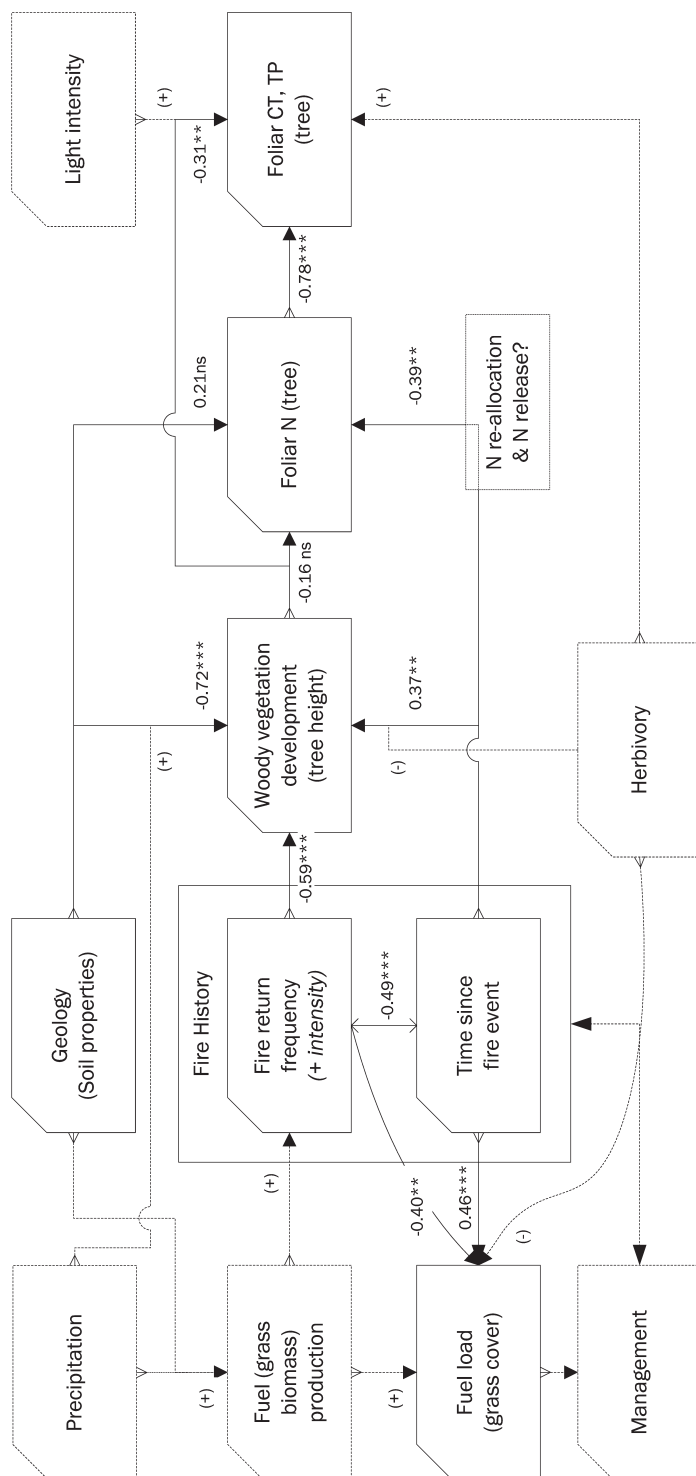 Precipitation
Geology
(Soil properties)
Light intensity
(+)
(+)
(+)
-0.72***
0.21ns
-0.31**
Fire History
Fuel (grass
biomass)
production
(+)
Fire return
frequency
(+ intensity)
-0.59***
Woody vegetation
development
(tree height)
-0.16 ns
Foliar N (tree)
-0.78***
Foliar CT, TP
(tree)
(+)
-0.40**
-0.49***
(-)
0.37**
-0.39**
(+)
Fuel load
(grass cover)
0.46***
Time since
fire event
N re-allocation
& N release?
(-)
Management
Herbivory